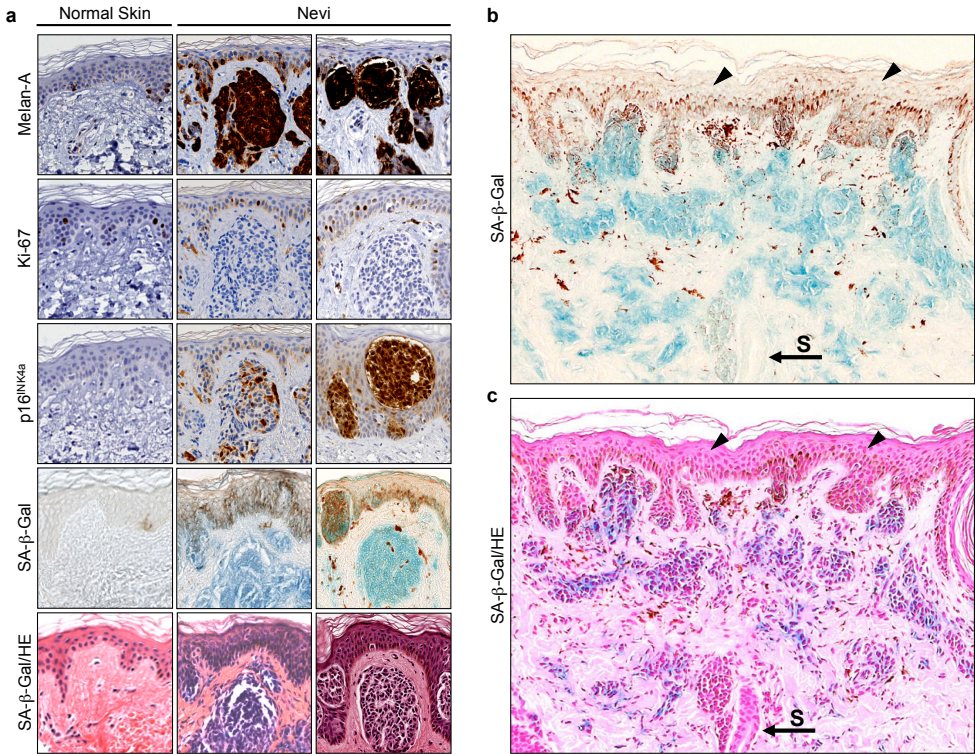 a
Normal Skin
Nevi
Melan-A
Ki-67
p16INK4a
SA-β-Gal
SA-β-Gal/HE
b
SA-β-Gal
S
c
SA-β-Gal/HE
S